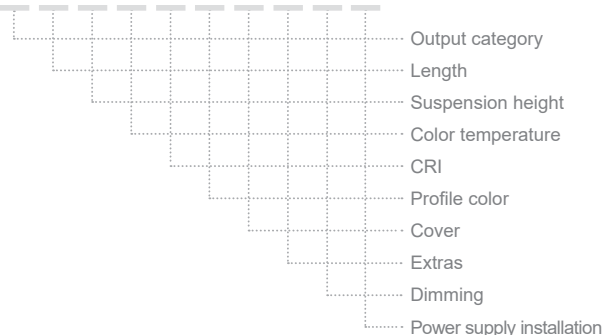 Output category
Length
Suspension height
Color temperature
CRI
Profile color
Cover
Extras
Dimming
Power supply installation